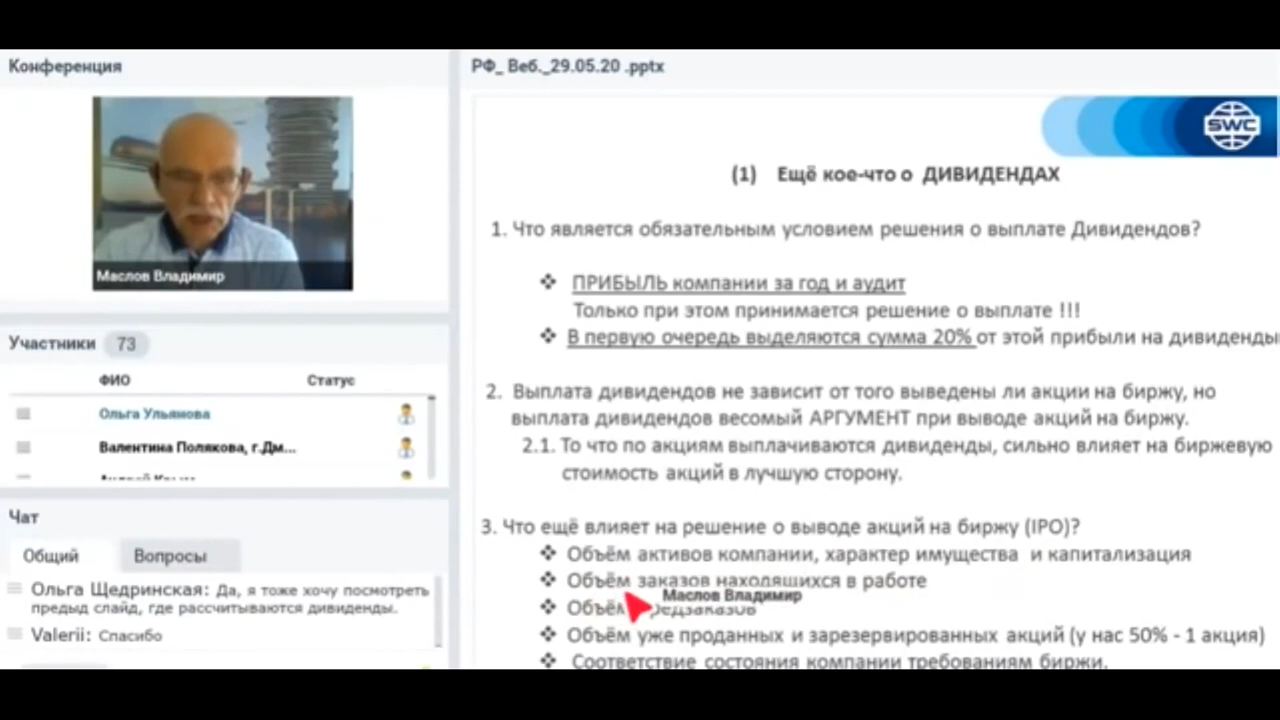 Конференция
Маслов Владимир
Участники 73
ФИО Статус
Ольга Ульянова
Валентина Полякова, г.Дм...
Чат
Общий Вопросы
Ольга Щедринская: Да, я тоже хочу посмотреть
предыд слайд, где рассчитываются дивиденды.
Valerii: Спасибо
РФ_ Веб._29.05.20 .pptx
SWC
(1) Ещё кое-что о ДИВИДЕНДАХ
1. Что является обязательным условием решения о выплате Дивидендов?
❖ ПРИБЫЛЬ компании за год и аудит
Только при этом принимается решение о выплате !!!
❖ В первую очередь выделяются сумма 20% от этой прибыли на дивиденды
2. Выплата дивидендов не зависит от того выведены ли акции на биржу, но
выплата дивидендов весомый АРГУМЕНТ при выводе акций на биржу.
2.1. То что по акциям выплачиваются дивиденды, сильно влияет на биржевую
стоимость акций в лучшую сторону.
3. Что ещё влияет на решение о выводе акций на биржу (IPO)?
❖ Объём активов компании, характер имущества и капитализация
❖ Объём заказов находящихся в работе
Маслов Владимир
❖ Объём
❖ Объём уже проданных и зарезервированных акций (у нас 50% - 1 акция)
❖ Соответствие состояния компании требованиям биржи.